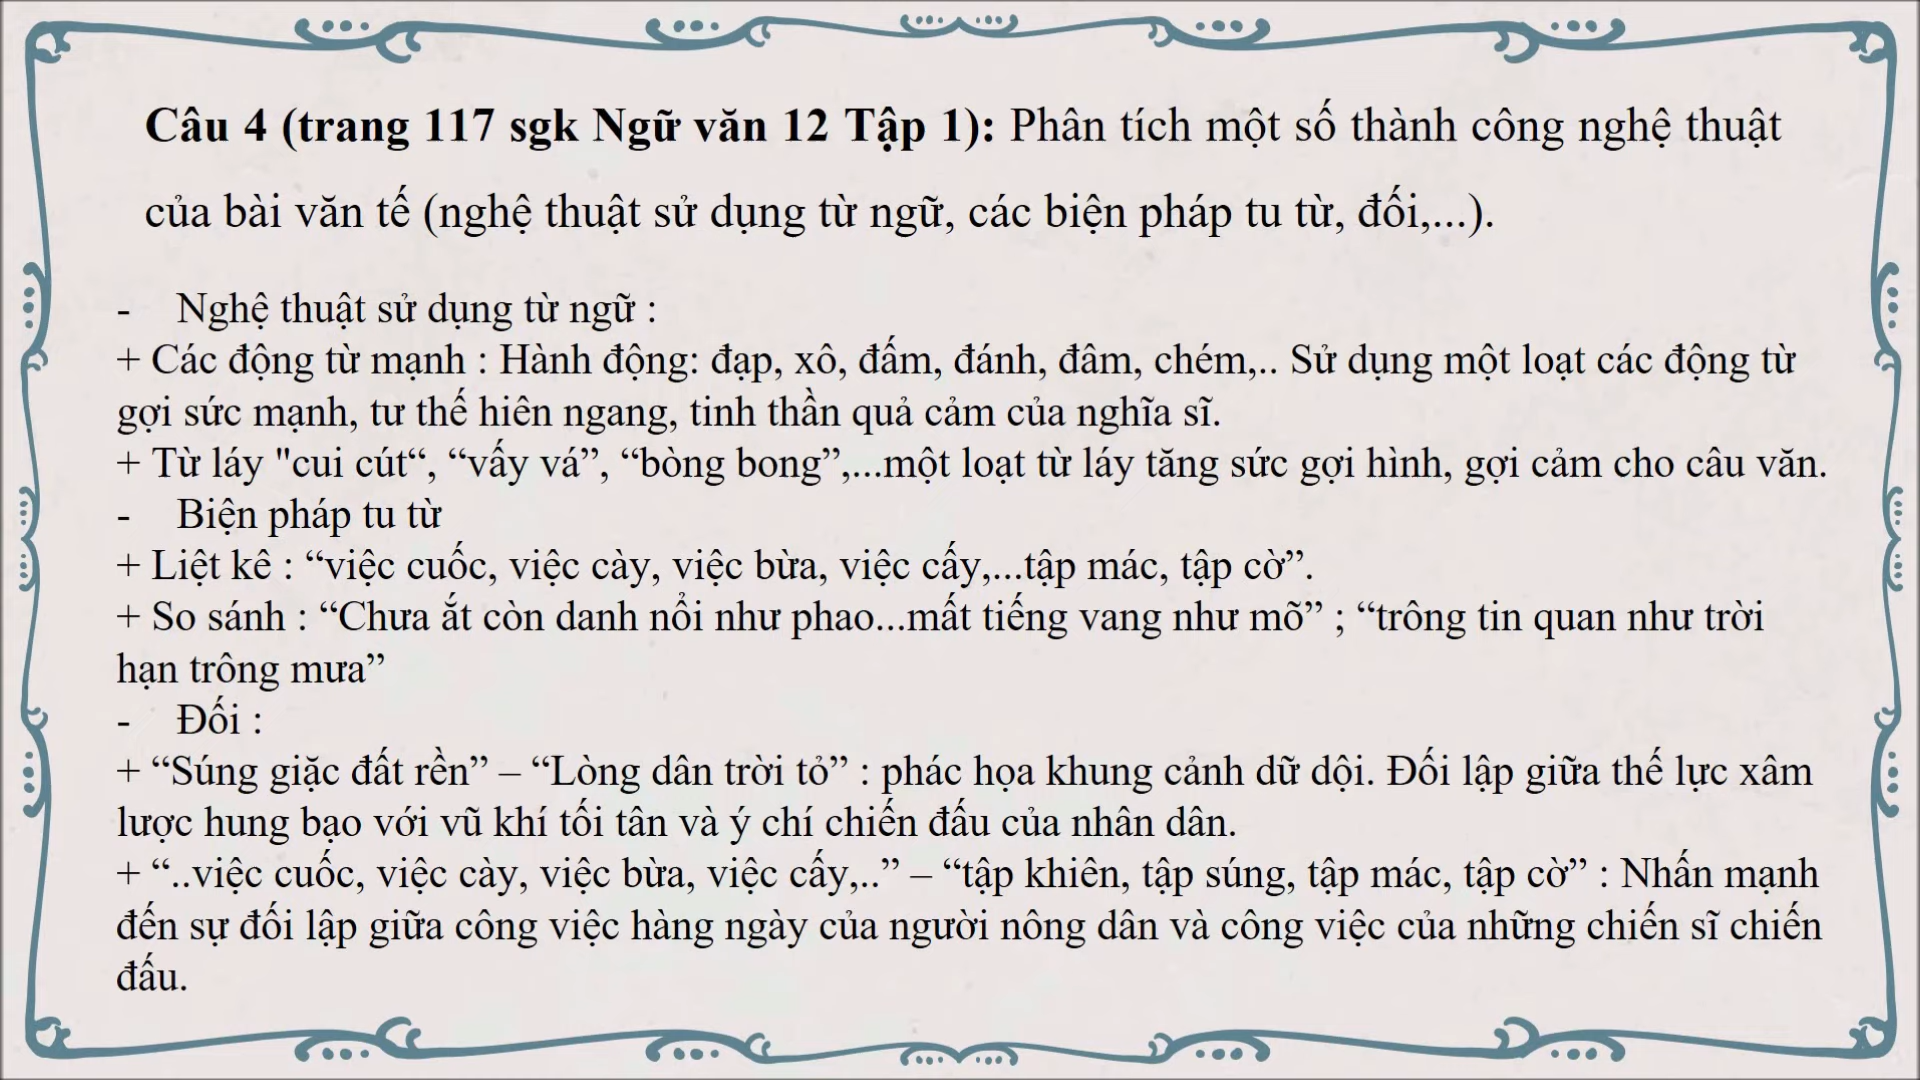 Câu 4 (trang 117 sgk Ngữ văn 12 Tập 1): Phân tích một số thành công nghệ thuật
của bài văn tế (nghệ thuật sử dụng từ ngữ, các biện pháp tu từ, đối,...).
- Nghệ thuật sử dụng từ ngữ :
+ Các động từ mạnh : Hành động: đạp, xô, đấm, đánh, đâm, chém,.. Sử dụng một loạt các động từ
gợi sức mạnh, tư thế hiên ngang, tinh thần quả cảm của nghĩa sĩ.
+ Từ láy "cui cút“, “vấy vá”, “bòng bong”,...một loạt từ láy tăng sức gợi hình, gợi cảm cho câu văn.
- Biện pháp tu từ
+ Liệt kê : “việc cuốc, việc cày, việc bừa, việc cấy,...tập mác, tập cờ”.
+ So sánh : “Chưa ắt còn danh nổi như phao...mất tiếng vang như mõ” ; “trông tin quan như trời
hạn trông mưa”
- Đối :
+ “Súng giặc đất rền” – “Lòng dân trời tỏ” : phác họa khung cảnh dữ dội. Đối lập giữa thế lực xâm
lược hung bạo với vũ khí tối tân và ý chí chiến đấu của nhân dân.
+ “..việc cuốc, việc cày, việc bừa, việc cấy,..” – “tập khiên, tập súng, tập mác, tập cờ” : Nhấn mạnh
đến sự đối lập giữa công việc hàng ngày của người nông dân và công việc của những chiến sĩ chiến
đấu.